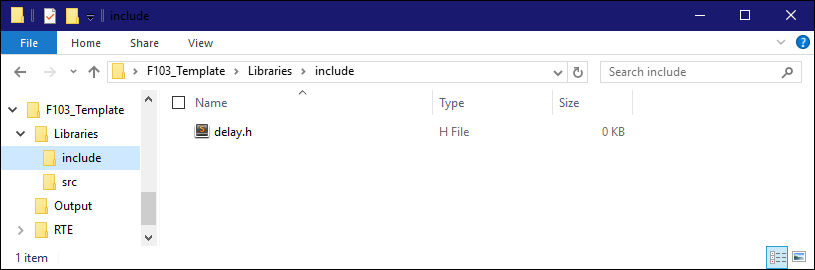 include
File Home Share View
F103_Template Libraries include Search include
Name Type Size
F103_Template
Libraries
delay.h H File 0 KB
include
src
Output
RTE
1 item